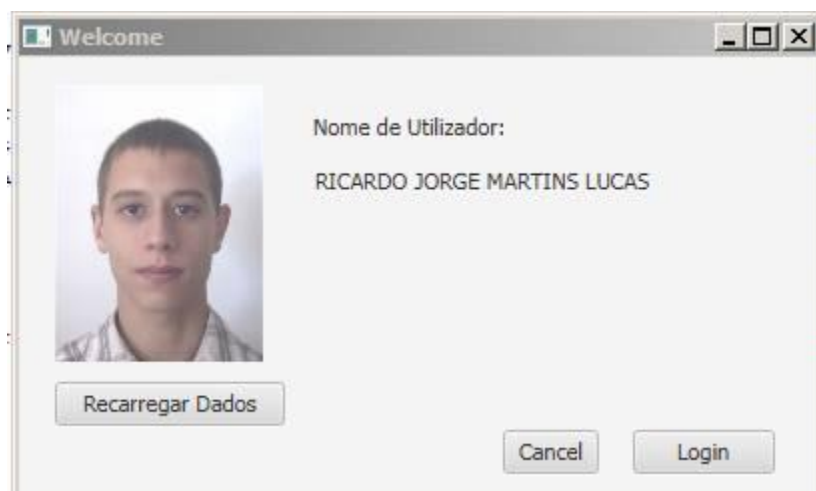 Welcome
Nome de Utilizador:
RICARDO JORGE MARTINS LUCAS
Recarregar Dados
Cancel
Login